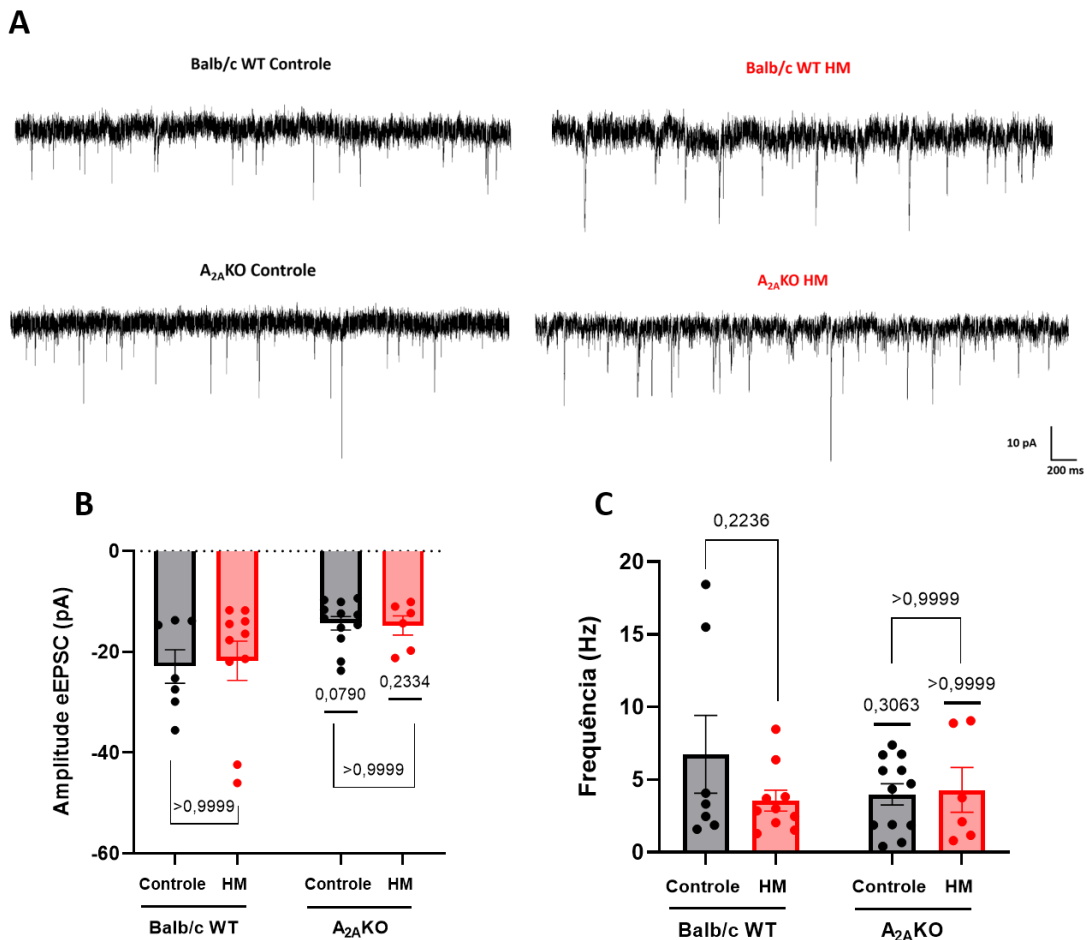 A
Balb/c WT Controle
Balb/c WT HM
A2AKO Controle
A2AKO HM
10 pA
200 ms
B
Amplitude eEPSC (pA)
0
-20
-40
-60
0,0790
0,2334
>0,9999
>0,9999
Controle
HM
Controle
HM
Balb/c WT
A2AKO
C
Frequência (Hz)
20
15
10
5
0
0,2236
>0,9999
>0,9999
0,3063
Controle
HM
Controle
HM
Balb/c WT
A2AKO